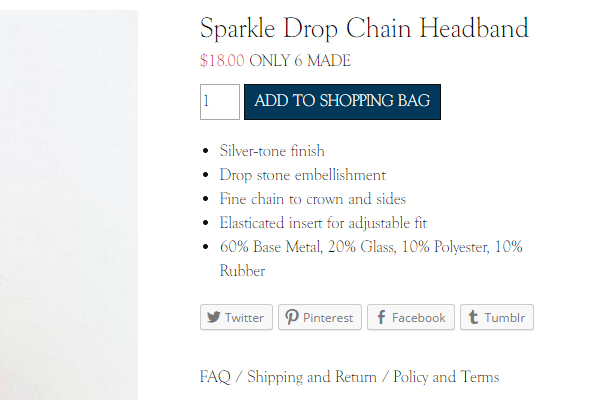 Sparkle Drop Chain Headband
$18.00 ONLY 6 MADE
1 ADD TO SHOPPING BAG
• Silver-tone finish
• Drop stone embellishment
• Fine chain to crown and sides
• Elasticated insert for adjustable fit
• 60% Base Metal, 20% Glass, 10% Polyester, 10%
Rubber
Twitter Pinterest Facebook Tumblr
FAQ / Shipping and Return / Policy and Terms